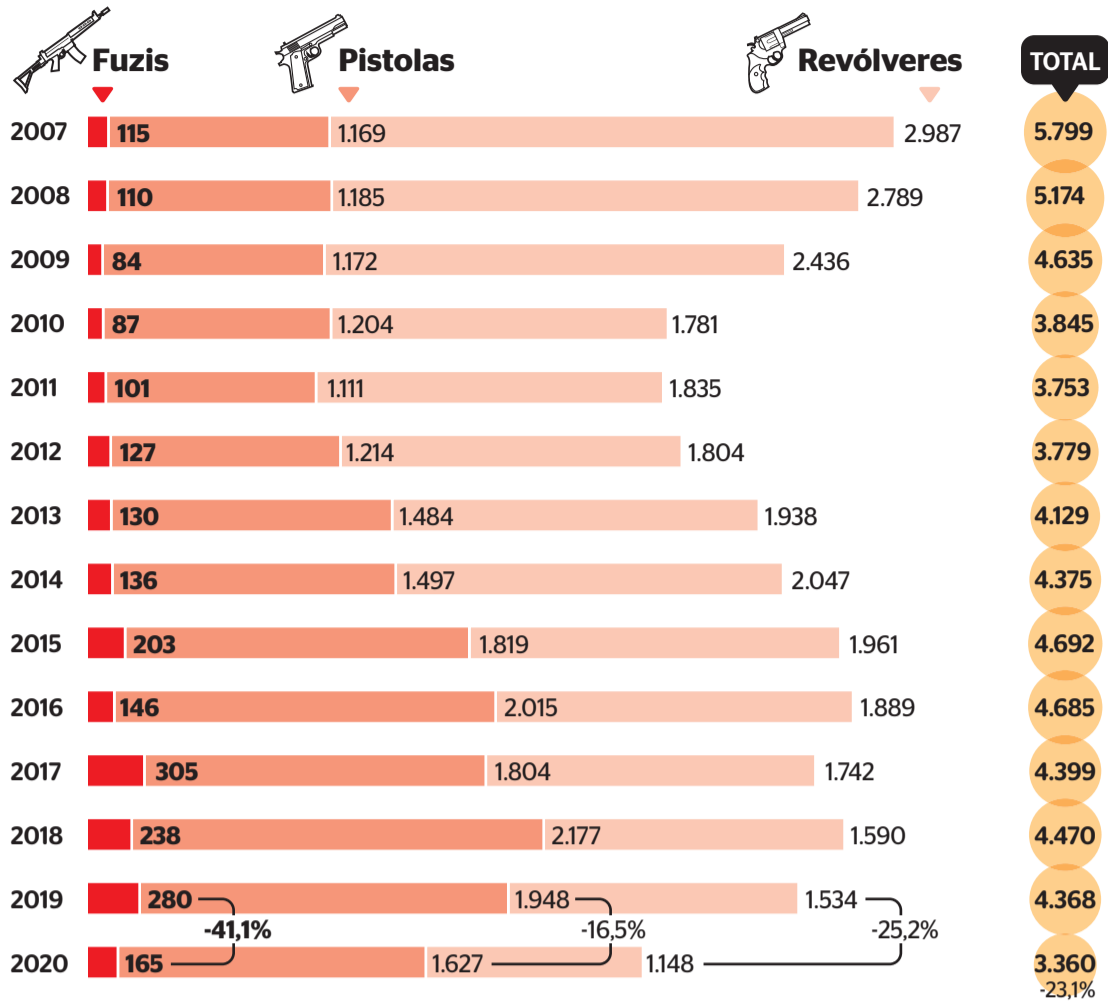 Fuzis Pistolas Revólveres TOTAL
2007 115 1.169 2.987 5.799
2008 110 1.185 2.789 5.174
2009 84 1.172 2.436 4.635
2010 87 1.204 1.781 3.845
2011 101 1.111 1.835 3.753
2012 127 1.214 1.804 3.779
2013 130 1.484 1.938 4.129
2014 136 1.497 2.047 4.375
2015 203 1.819 1.961 4.692
2016 146 2.015 1.889 4.685
2017 305 1.804 1.742 4.399
2018 238 2.177 1.590 4.470
2019 280 1.948 1.534 4.368
-41,1% -16,5% -25,2%
2020 165 1.627 1.148 3.360
-23,1%